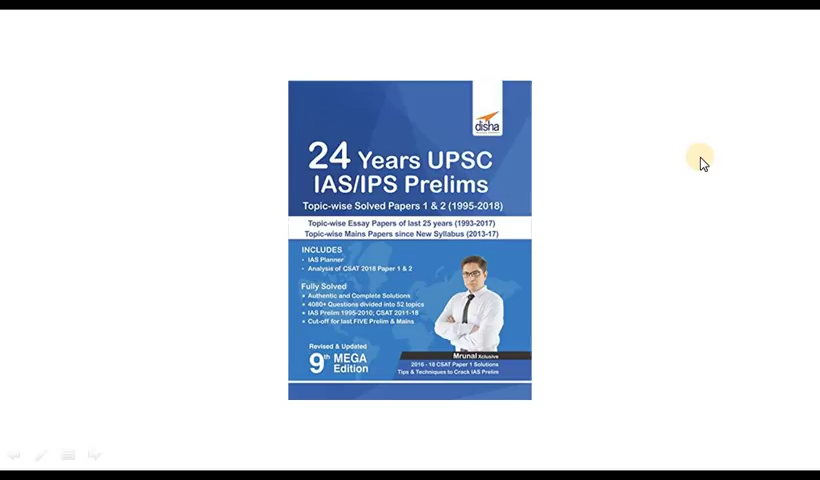 disha
24 Years UPSC
IAS/IPS Prelims
Topic-wise Solved Papers 1 & 2 (1995-2018)
Topic-wise Essay Papers of last 25 years (1993-2017)
Topic-wise Mains Papers since New Syllabus (2013-17)
INCLUDES
• IAS Planner
• Analysis of CSAT 2018 Paper 1 & 2
Fully Solved
Authentic and Complete Solutions
4080+ Questions divided into 52 topics
IAS Prelim 1995-2010; CSAT 2011-18
Cut-off for last FIVE Prelim & Mains
Revised & Updated
9th MEGA
Edition
Mrunal Xclusive
2016 - 18 CSAT Paper 1 Solutions
Tips & Techniques to Crack IAS Prelim